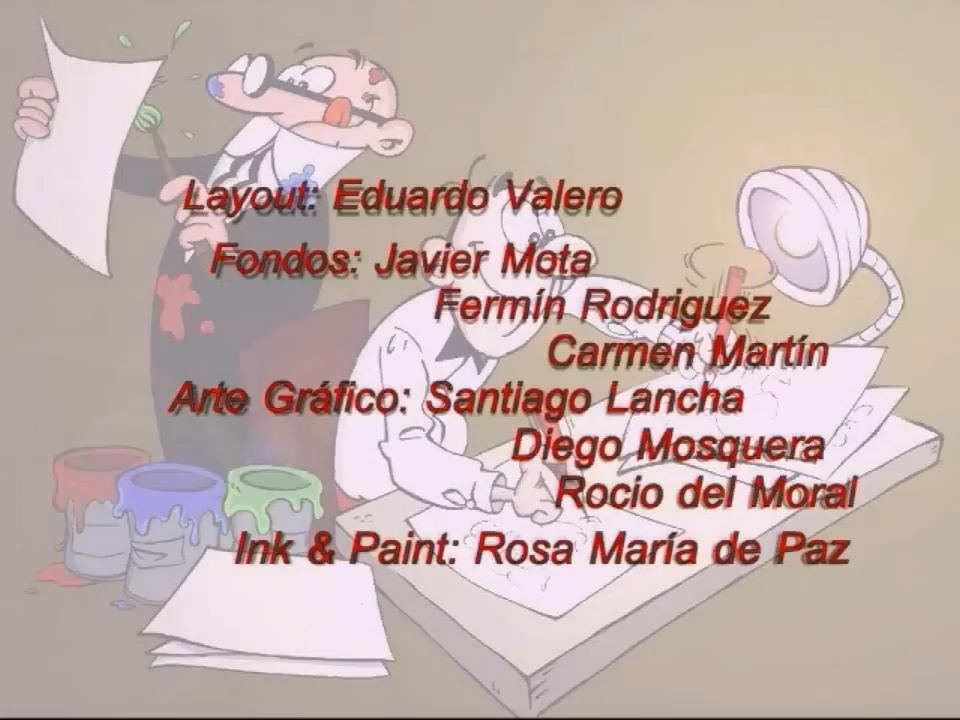 Layout: Eduardo Valero
Fondos: Javier Mota
Fermín Rodriguez
Carmen Martín
Arte Gráfico: Santiago Lancha
Diego Mosquera
Rocio del Moral
Ink & Paint: Rosa María de Paz